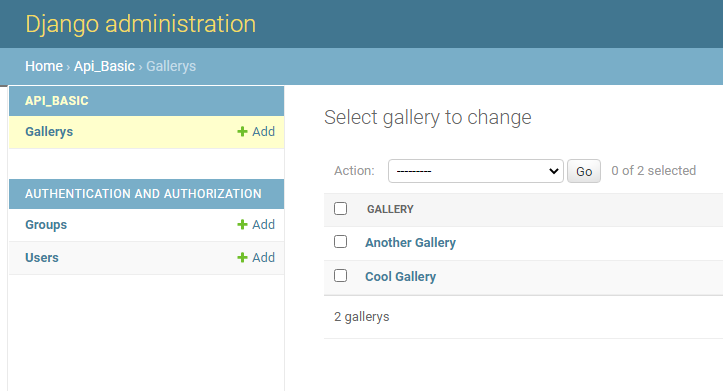 Django administration
Home › Api_Basic › Gallerys
API_BASIC
Gallerys + Add
AUTHENTICATION AND AUTHORIZATION
Groups + Add
Users + Add
Select gallery to change
Action: --------- Go 0 of 2 selected
GALLERY
Another Gallery
Cool Gallery
2 gallerys